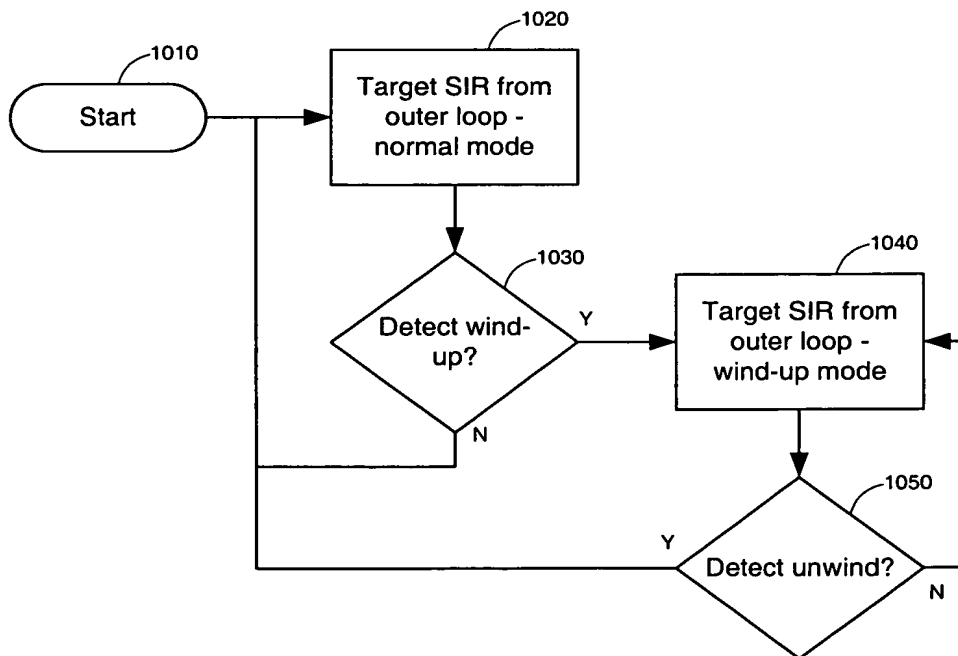 1010
Start
1020
Target SIR from
outer loop -
normal mode
1030
Detect wind-
up?
Y
N
1040
Target SIR from
outer loop -
wind-up mode
1050
Detect unwind?
Y
N